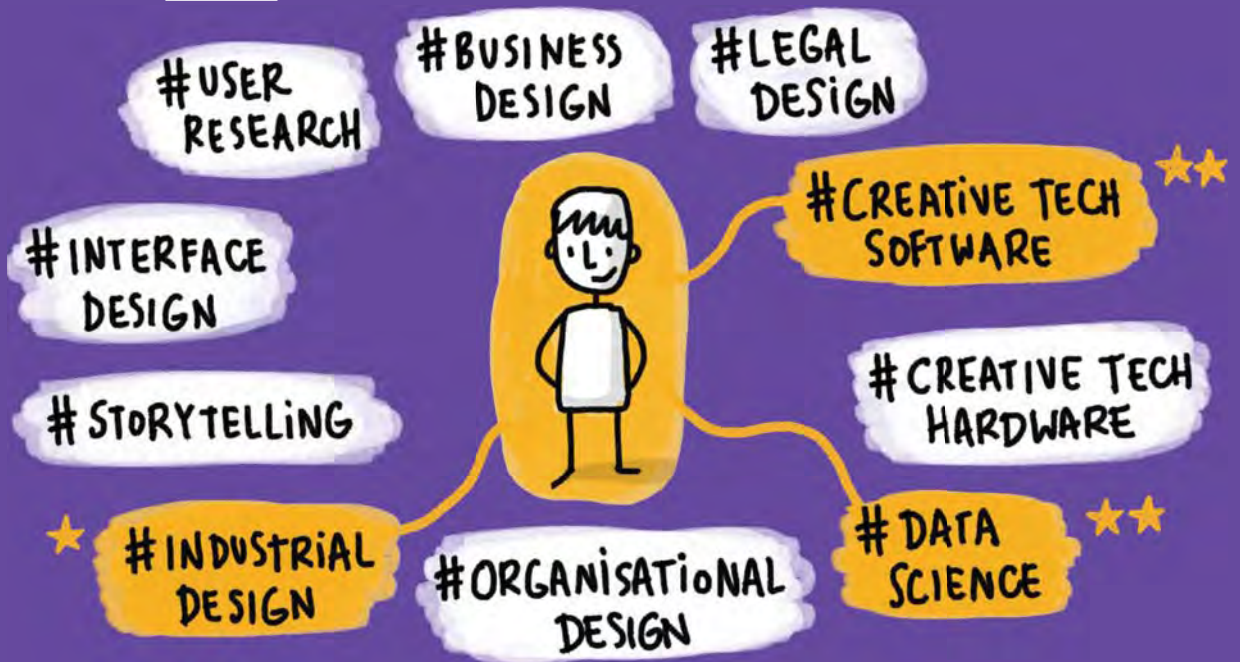 #USER
RESEARCH
#BUSINESS
DESIGN
#LEGAL
DESIGN
#CREATIVE TECH
SOFTWARE
#INTERFACE
DESIGN
#CREATIVE TECH
HARDWARE
#STORYTELLING
#INDUSTRIAL
DESIGN
#ORGANISATIONAL
DESIGN
#DATA
SCIENCE